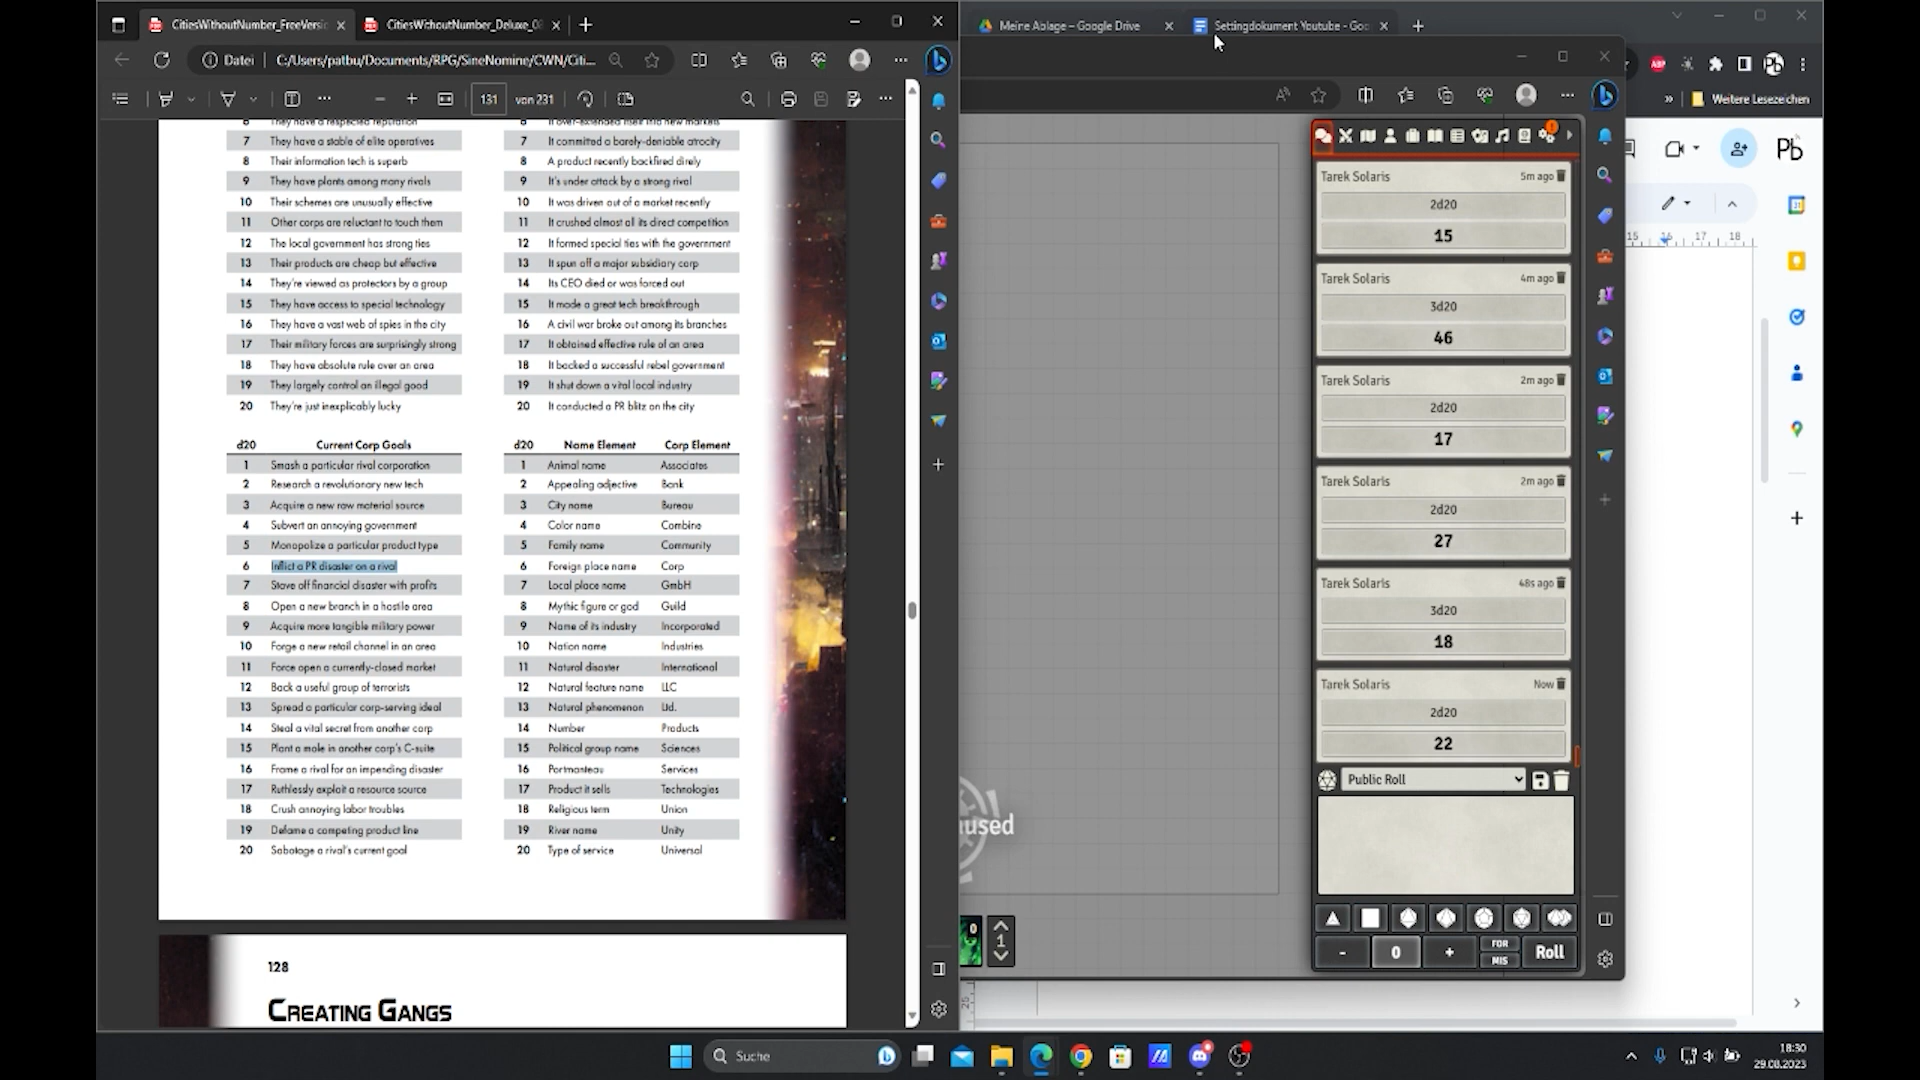 CitiesWithoutNumber_FreeVersi
CitiesWithoutNumber_Deluxe_0
Meine Ablage – Google Drive
Settingdokument Youtube - Goo
Datei
C:/Users/patbu/Documents/RPG/SineNomine/CWN/Citi...
ABP
Pb
Weitere Lesezeichen
131
von 231
6 They have a respected reputation
7 They have a stable of elite operatives
8 Their information tech is superb
9 They have plants among many rivals
10 Their schemes are unusually effective
11 Other corps are reluctant to touch them
12 The local government has strong ties
13 Their products are cheap but effective
14 They're viewed as protectors by a group
15 They have access to special technology
16 They have a vast web of spies in the city
17 Their military forces are surprisingly strong
18 They have absolute rule over an area
19 They largely control an illegal good
20 They're just inexplicably lucky
6 It over-extended itself into new markets
7 It committed a barely-deniable atrocity
8 A product recently backfired direly
9 It's under attack by a strong rival
10 It was driven out of a market recently
11 It crushed almost all its direct competition
12 It formed special ties with the government
13 It spun off a major subsidiary corp
14 Its CEO died or was forced out
15 It made a great tech breakthrough
16 A civil war broke out among its branches
17 It obtained effective rule of an area
18 It backed a successful rebel government
19 It shut down a vital local industry
20 It conducted a PR blitz on the city
d20 Current Corp Goals
1 Smash a particular rival corporation
2 Research a revolutionary new tech
3 Acquire a new raw material source
4 Subvert an annoying government
5 Monopolize a particular product type
6 Inflict a PR disaster on a rival
7 Stave off financial disaster with profits
8 Open a new branch in a hostile area
9 Acquire more tangible military power
10 Forge a new retail channel in an area
11 Force open a currently-closed market
12 Back a useful group of terrorists
13 Spread a particular corp-serving ideal
14 Steal a vital secret from another corp
15 Plant a mole in another corp's C-suite
16 Frame a rival for an impending disaster
17 Ruthlessly exploit a resource source
18 Crush annoying labor troubles
19 Defame a competing product line
20 Sabotage a rival's current goal
d20 Name Element Corp Element
1 Animal name Associates
2 Appealing adjective Bank
3 City name Bureau
4 Color name Combine
5 Family name Community
6 Foreign place name Corp
7 Local place name GmbH
8 Mythic figure or god Guild
9 Name of its industry Incorporated
10 Nation name Industries
11 Natural disaster International
12 Natural feature name LLC
13 Natural phenomenon Ltd.
14 Number Products
15 Political group name Sciences
16 Portmanteau Services
17 Product it sells Technologies
18 Religious term Union
19 River name Unity
20 Type of service Universal
128
CREATING GANGS
Tarek Solaris 5m ago
2d20
15
Tarek Solaris 4m ago
3d20
46
Tarek Solaris 2m ago
2d20
17
Tarek Solaris 2m ago
2d20
27
Tarek Solaris 48s ago
3d20
18
Tarek Solaris Now
2d20
22
Public Roll
- 0 + FOR MIS Roll
used
0
1
Pb
15 16 17 18
Suche
18:30
29.08.2023